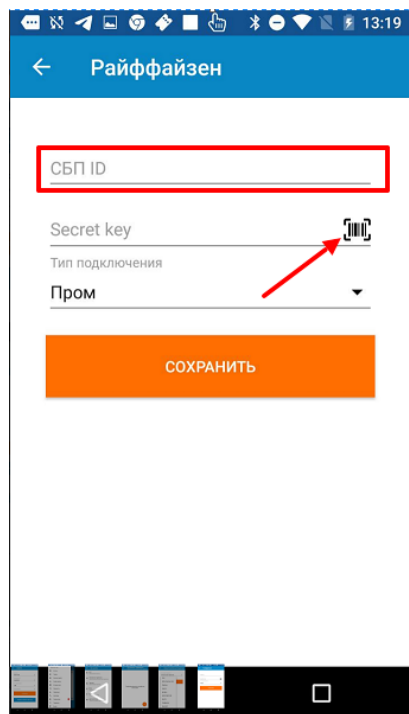 13:19
Райффайзен
СБП ID
Secret key
Тип подключения
Пром
СОХРАНИТЬ